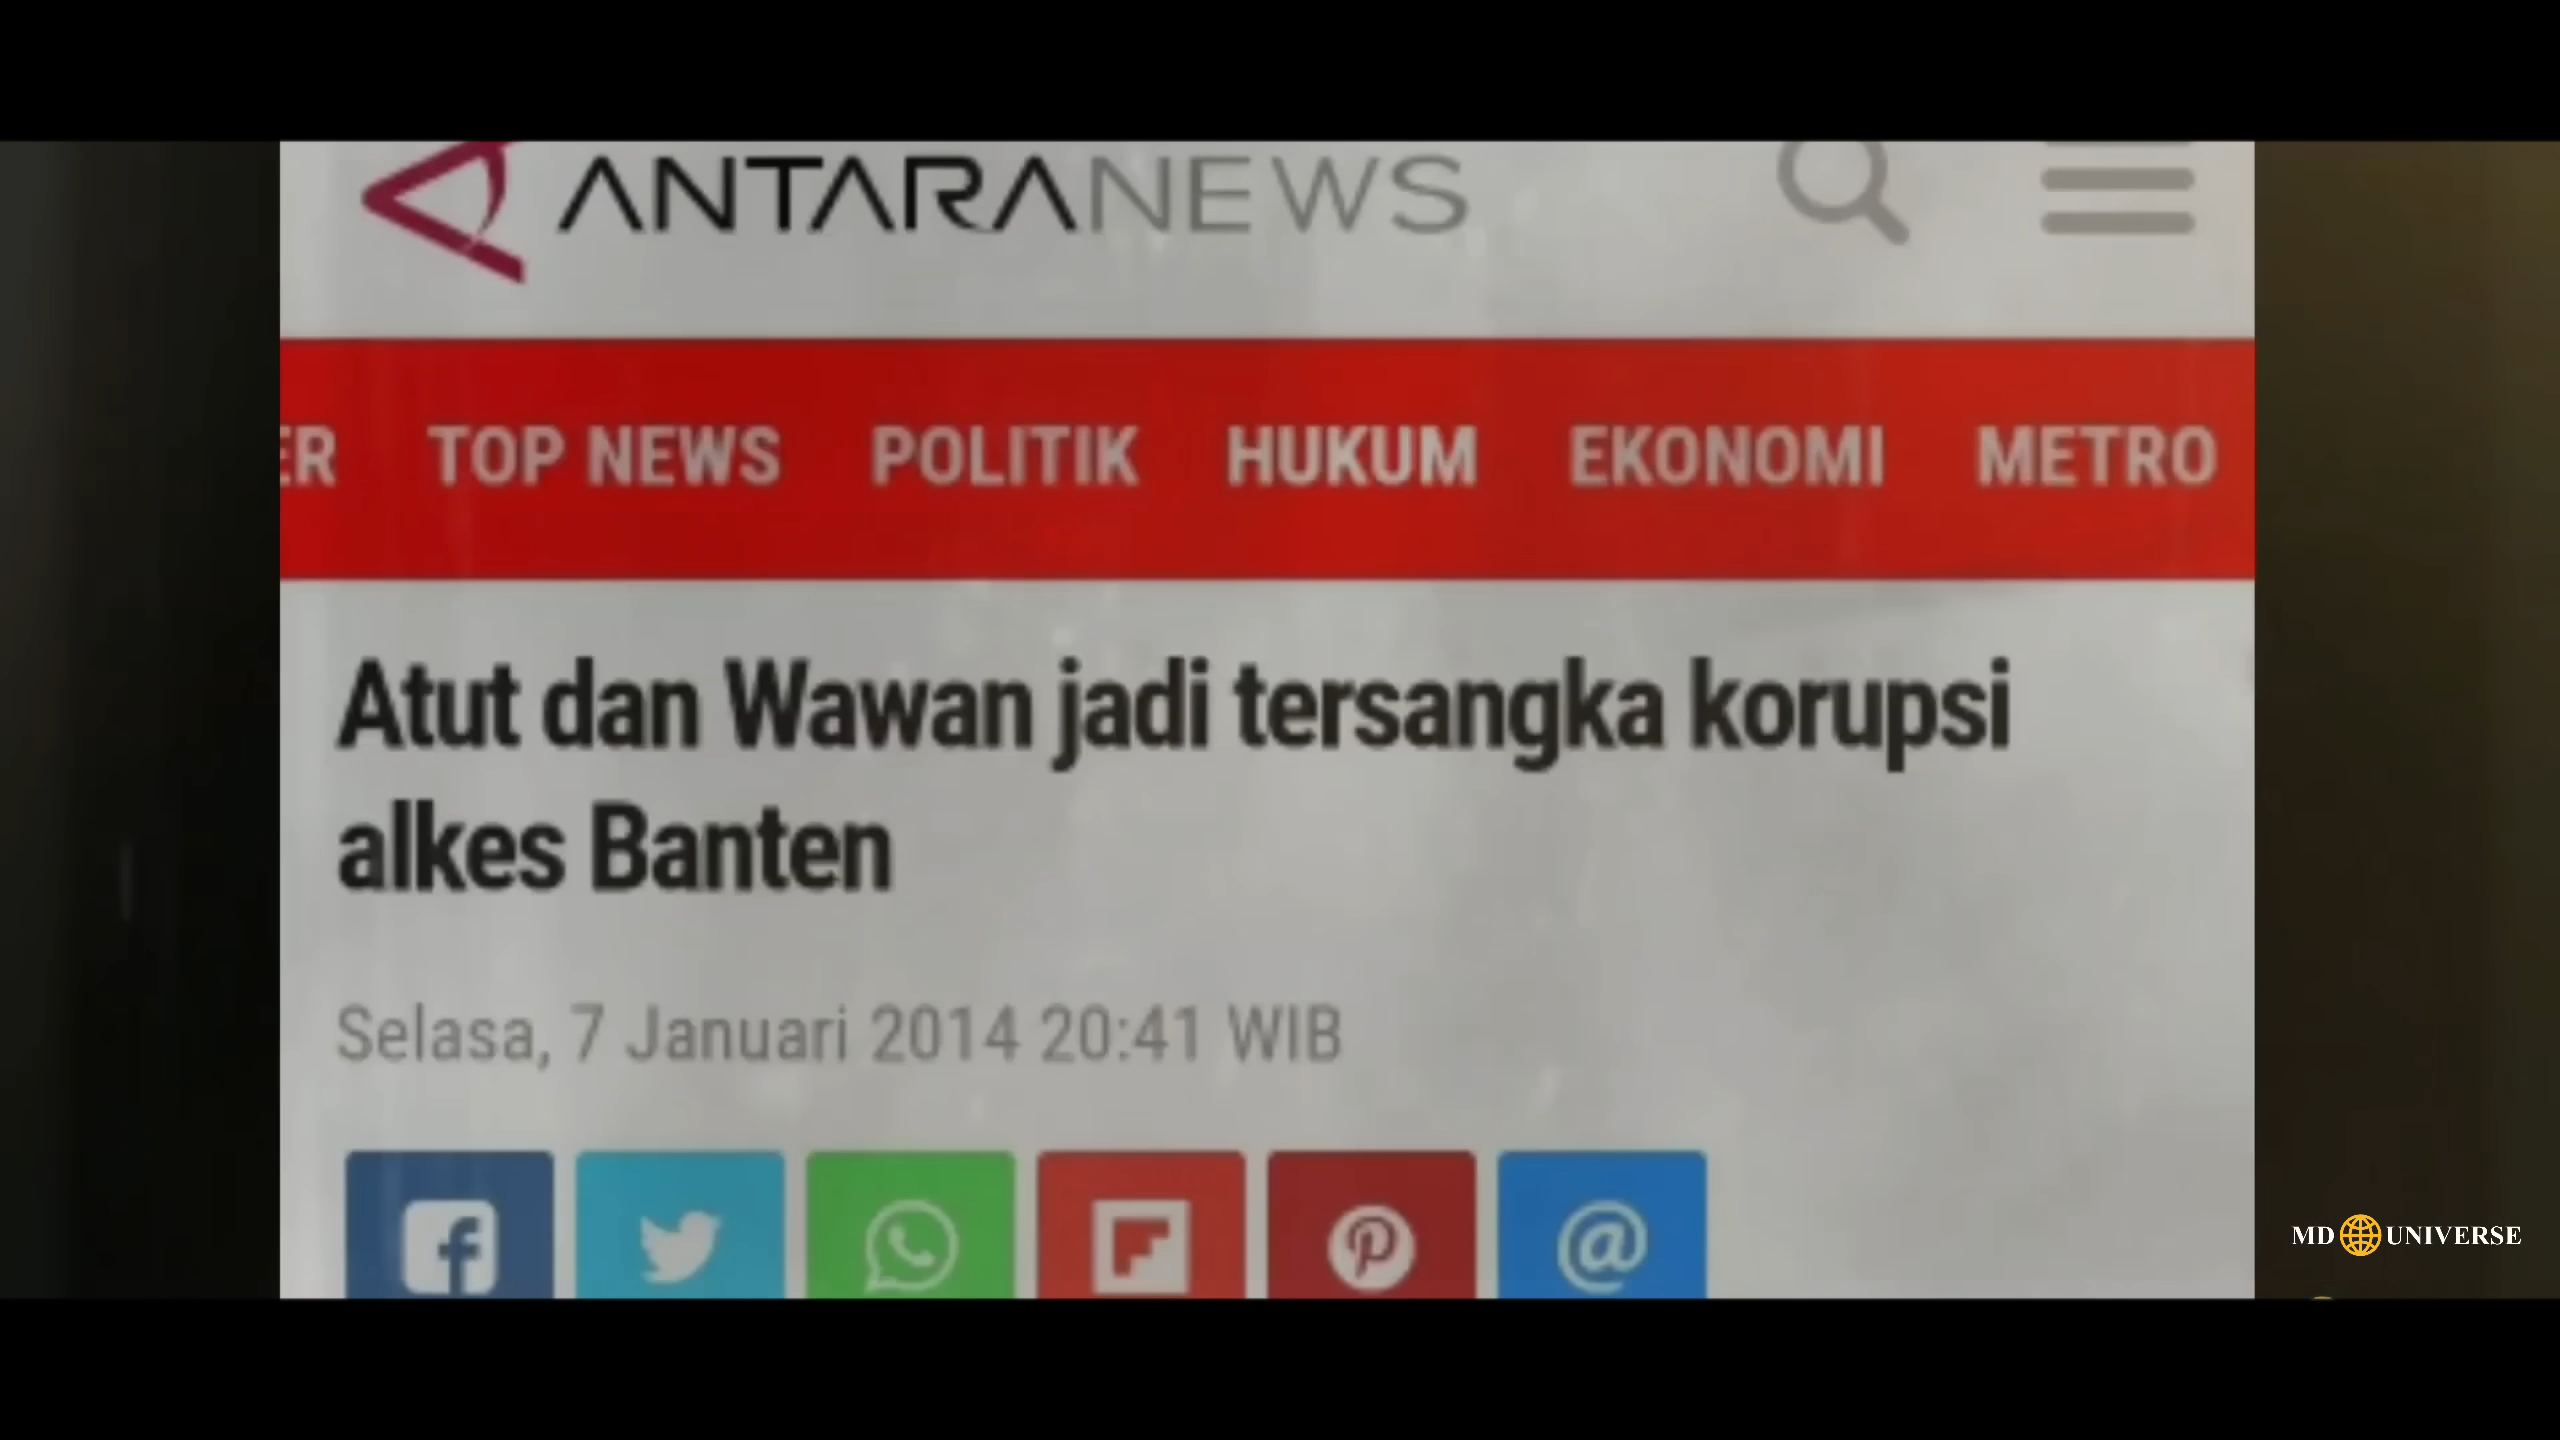 ANTARANEWS
ER TOP NEWS POLITIK HUKUM EKONOMI METRO
Atut dan Wawan jadi tersangka korupsi
alkes Banten
Selasa, 7 Januari 2014 20:41 WIB
MD UNIVERSE